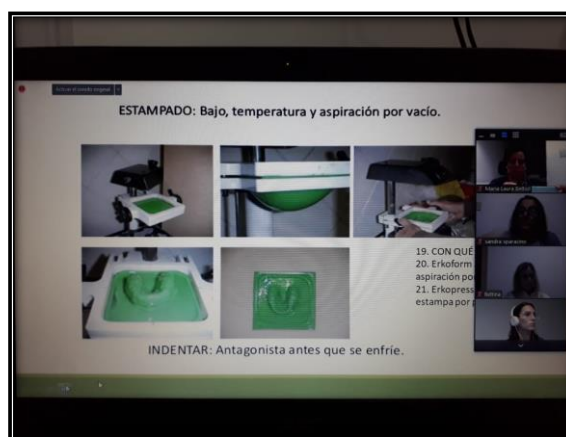 ESTAMPADO: Bajo, temperatura y aspiración por vacío.
19. CON QUÉ
20. Erkoform
aspiración po
21. Erkopress
estampa por p
INDENTAR: Antagonista antes que se enfríe.